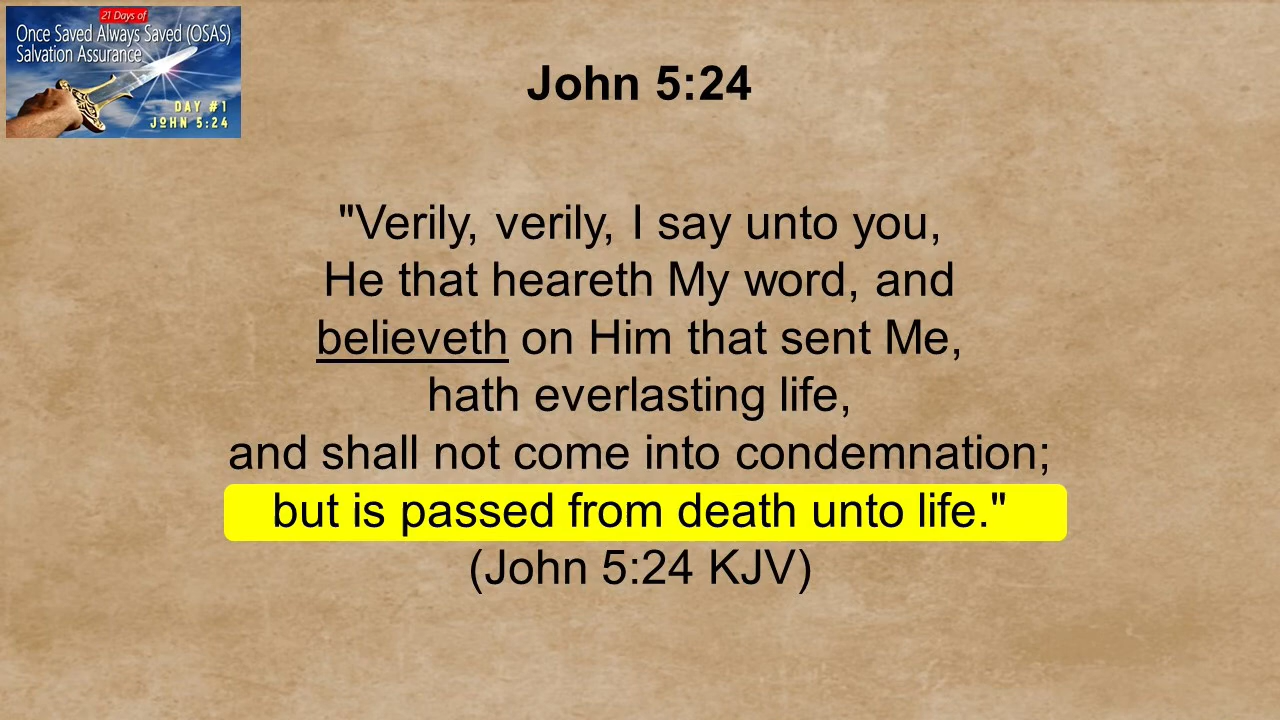 21 Days of
Once Saved Always Saved (OSAS)
Salvation Assurance
DAY #1
JOHN 5:24
John 5:24
"Verily, verily, I say unto you,
He that heareth My word, and
believeth on Him that sent Me,
hath everlasting life,
and shall not come into condemnation;
but is passed from death unto life."
(John 5:24 KJV)